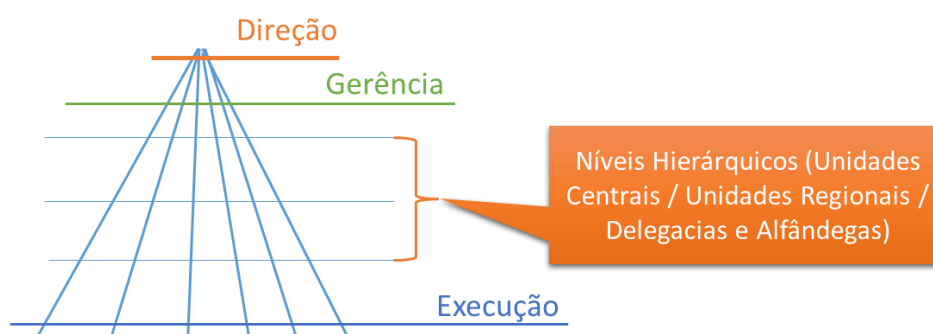 Direção
Gerência
Níveis Hierárquicos (Unidades
Centrais / Unidades Regionais /
Delegacias e Alfândegas)
Execução